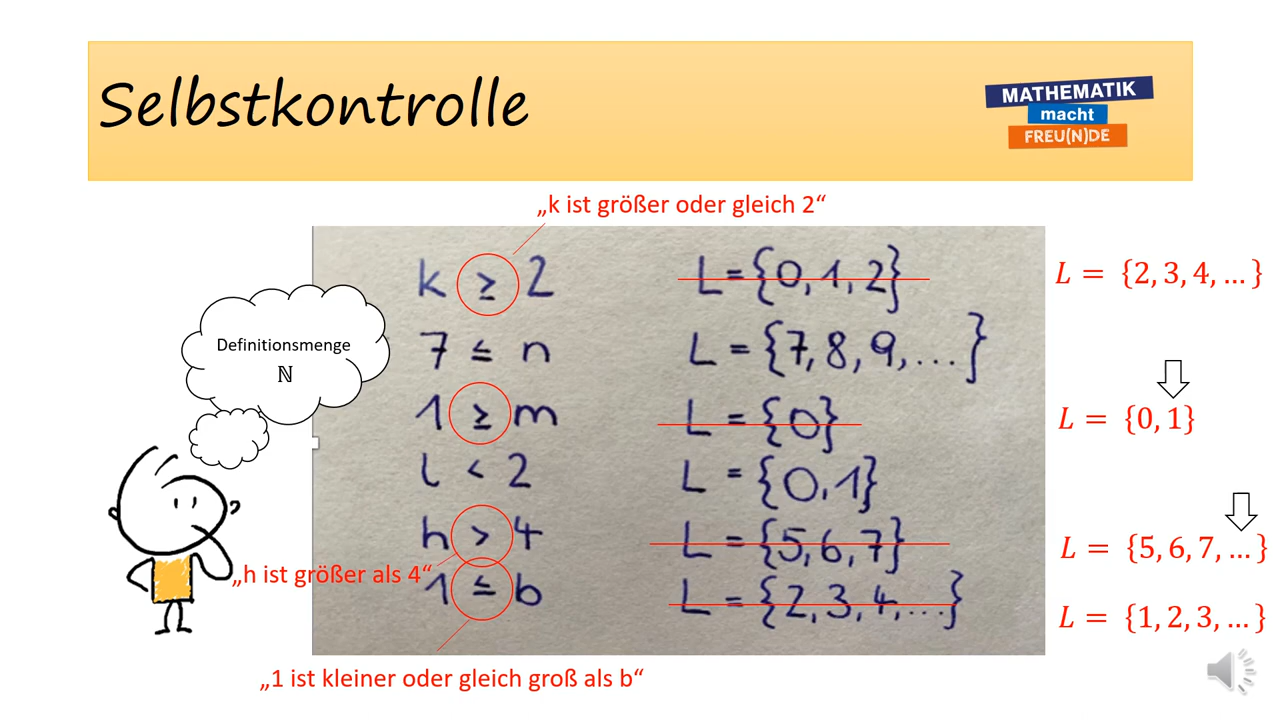 Selbstkontrolle
MATHEMATIK
macht
FREU(N)DE
„k ist größer oder gleich 2“
k ≥ 2 L = {0, 1, 2} L = {2, 3, 4, … }
Definitionsmenge
ℕ
7 ≤ n L = {7, 8, 9, ...}
1 ≥ m L = {0} L = {0, 1}
l < 2 L = {0, 1}
h > 4 L = {5, 6, 7} L = {5, 6, 7, … }
„h ist größer als 4“
1 ≤ b L = {2, 3, 4, ...} L = {1, 2, 3, … }
„1 ist kleiner oder gleich groß als b“